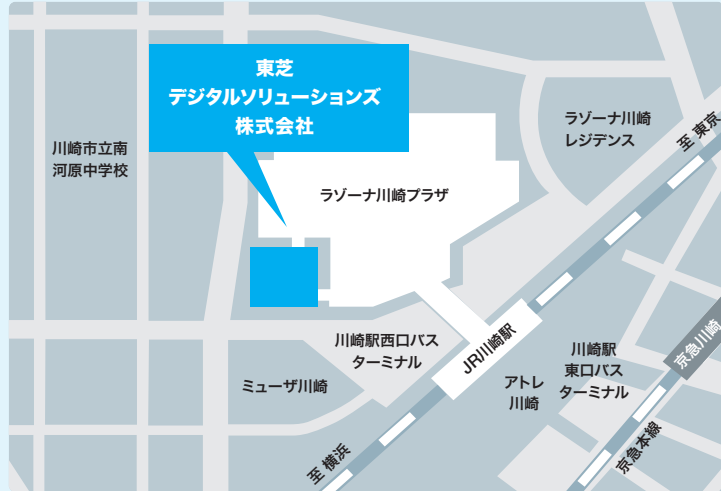 東芝
デジタルソリューションズ
株式会社
川崎市立南
河原中学校
ラゾーナ川崎
レジデンス
至 東京
ラゾーナ川崎プラザ
川崎駅西口バス
ターミナル
JR川崎駅
川崎駅
東口バス
ターミナル
京急川崎
ミューザ川崎
アトレ
川崎
京急本線
至 横浜